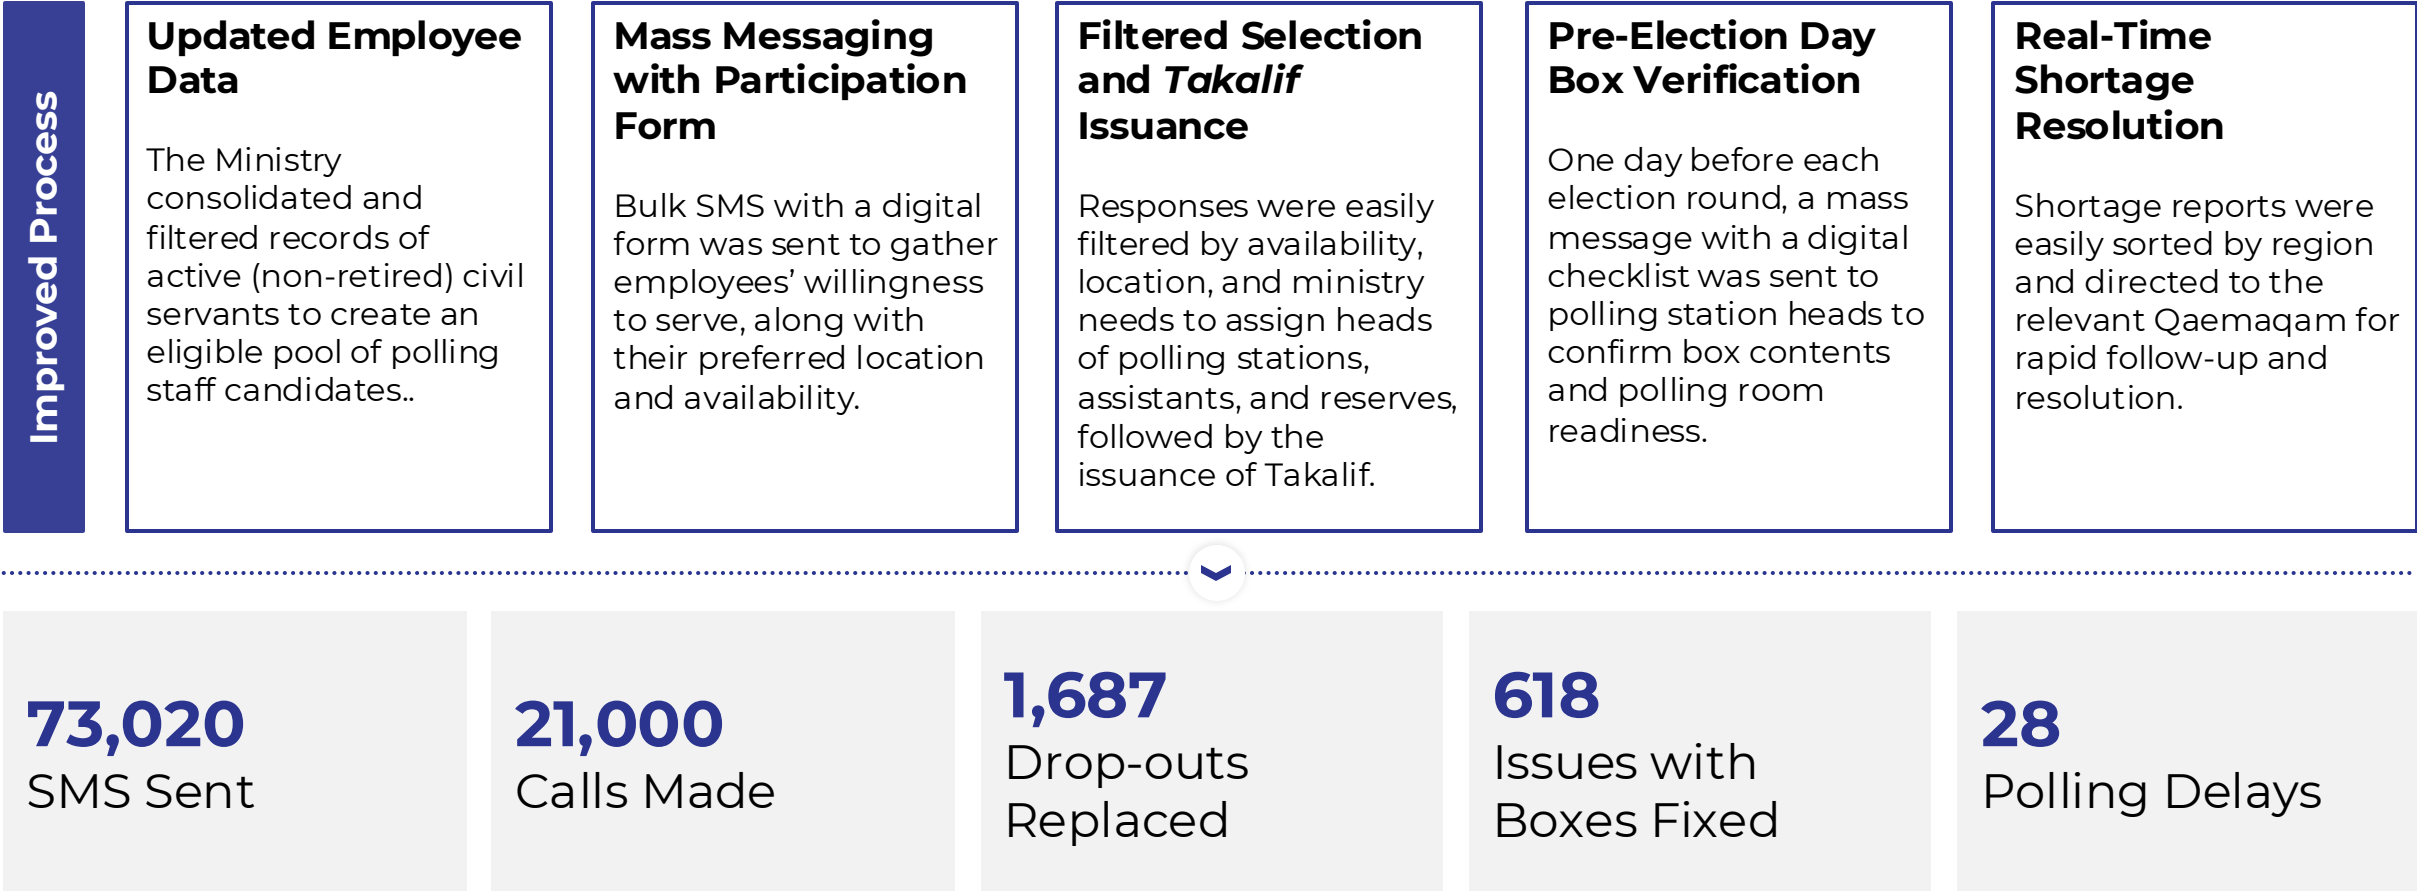 Improved Process
Updated Employee
Data
The Ministry
consolidated and
filtered records of
active (non-retired) civil
servants to create an
eligible pool of polling
staff candidates..
Mass Messaging
with Participation
Form
Bulk SMS with a digital
form was sent to gather
employees’ willingness
to serve, along with
their preferred location
and availability.
Filtered Selection
and Takalif
Issuance
Responses were easily
filtered by availability,
location, and ministry
needs to assign heads
of polling stations,
assistants, and reserves,
followed by the
issuance of Takalif.
Pre-Election Day
Box Verification
One day before each
election round, a mass
message with a digital
checklist was sent to
polling station heads to
confirm box contents
and polling room
readiness.
Real-Time
Shortage
Resolution
Shortage reports were
easily sorted by region
and directed to the
relevant Qaemaqam for
rapid follow-up and
resolution.
73,020
SMS Sent
21,000
Calls Made
1,687
Drop-outs
Replaced
618
Issues with
Boxes Fixed
28
Polling Delays